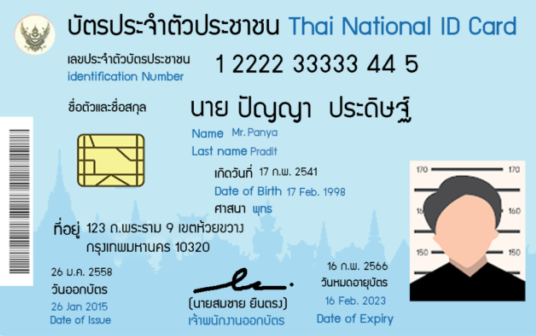 บัตรประจำตัวประชาชน Thai National ID Card
เลขประจำตัวบัตรประชาชน
identification Number
1 2222 33333 44 5
ชื่อตัวและชื่อสกุล
นาย ปัญญา ประดิษฐ์
Name Mr. Panya
Last name Pradit
เกิดวันที่ 17 ก.พ. 2541
Date of Birth 17 Feb. 1998
ศาสนา พุทธ
ที่อยู่ 123 ถ.พระราม 9 เขตห้วยขวาง
กรุงเทพมหานคร 10320
26 ม.ค. 2558
วันออกบัตร
26 Jan 2015
Date of Issue
(นายสมชาย ยืนตรง)
เจ้าพนักงานออกบัตร
16 ก.พ. 2566
วันหมดอายุบัตร
16 Feb. 2023
Date of Expiry
170 170
160 160
150 150